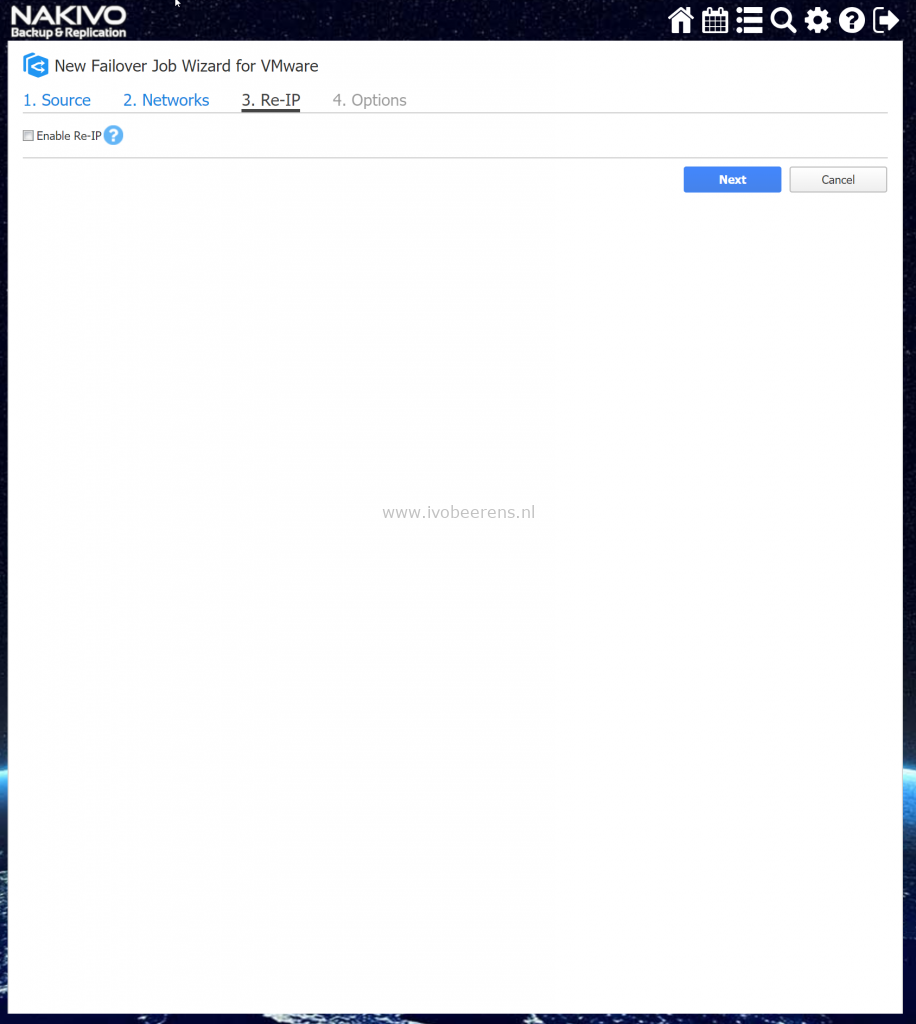 NAKIVO
Backup & Replication
New Failover Job Wizard for VMware
1. Source 2. Networks 3. Re-IP 4. Options
Enable Re-IP ?
Next Cancel
www.ivobeerens.nl